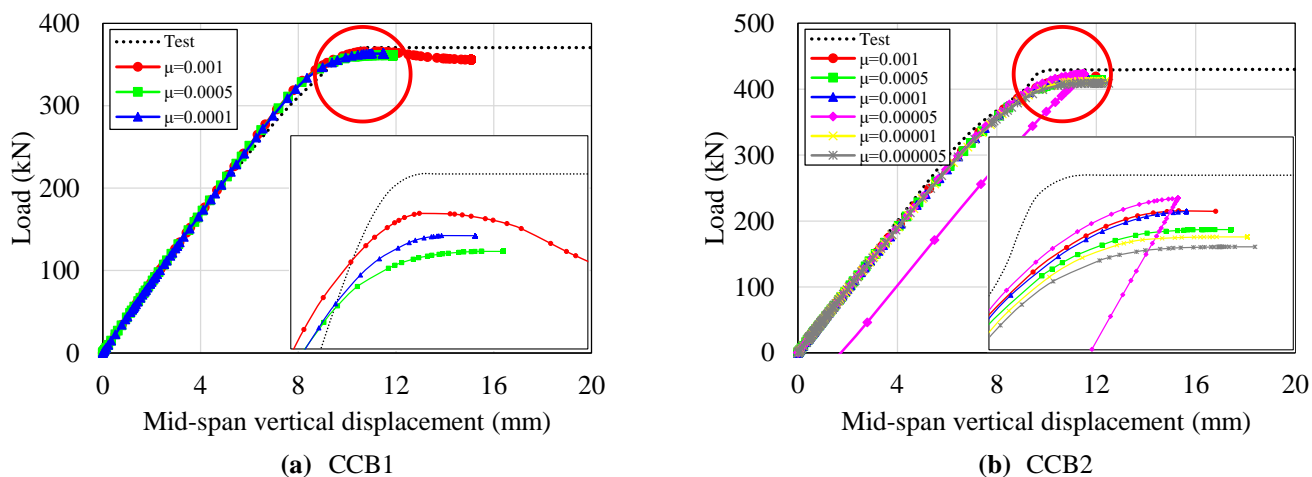 400
300
200
100
0
Load (kN)
Test
μ=0.001
μ=0.0005
μ=0.0001
0 4 8 12 16 20
Mid-span vertical displacement (mm)
(a) CCB1
500
400
300
200
100
0
Load (kN)
Test
μ=0.001
μ=0.0005
μ=0.0001
μ=0.00005
μ=0.00001
μ=0.000005
0 4 8 12 16 20
Mid-span vertical displacement (mm)
(b) CCB2